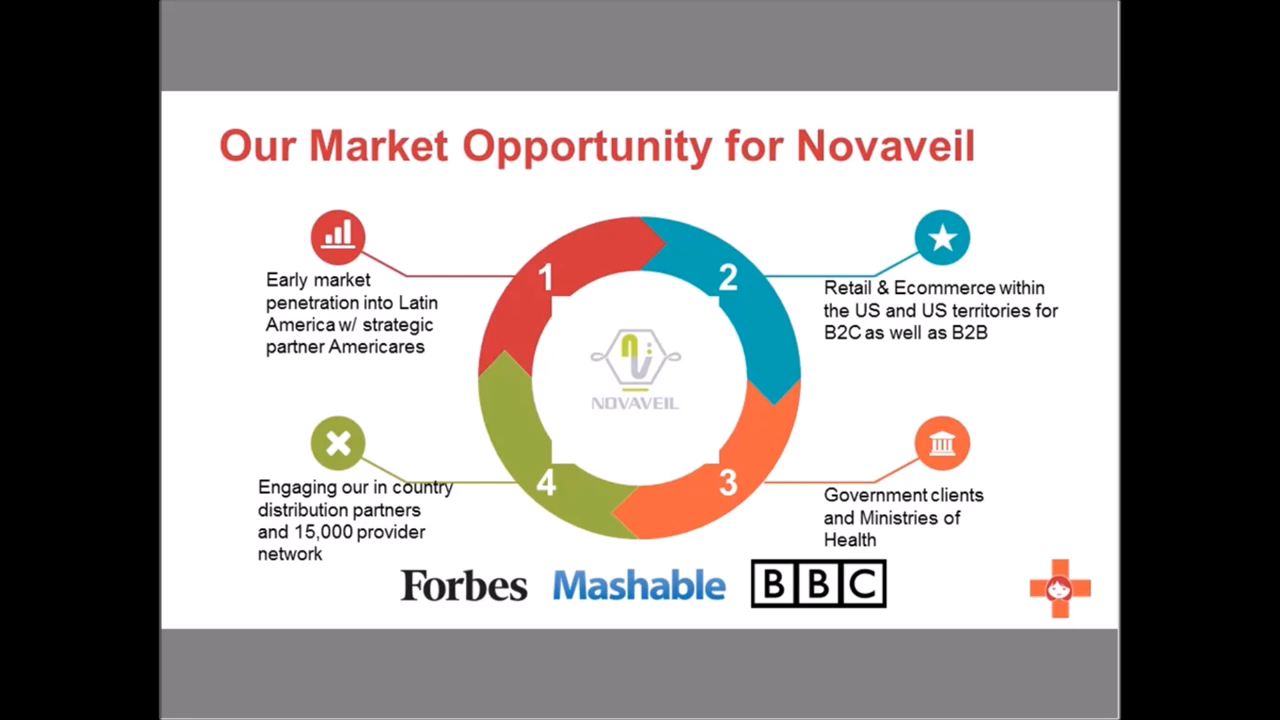 Our Market Opportunity for Novaveil
1
Early market
penetration into Latin
America w/ strategic
partner Americares
2
Retail & Ecommerce within
the US and US territories for
B2C as well as B2B
NOVAVEIL
4
Engaging our in country
distribution partners
and 15,000 provider
network
3
Government clients
and Ministries of
Health
Forbes
Mashable
BBC